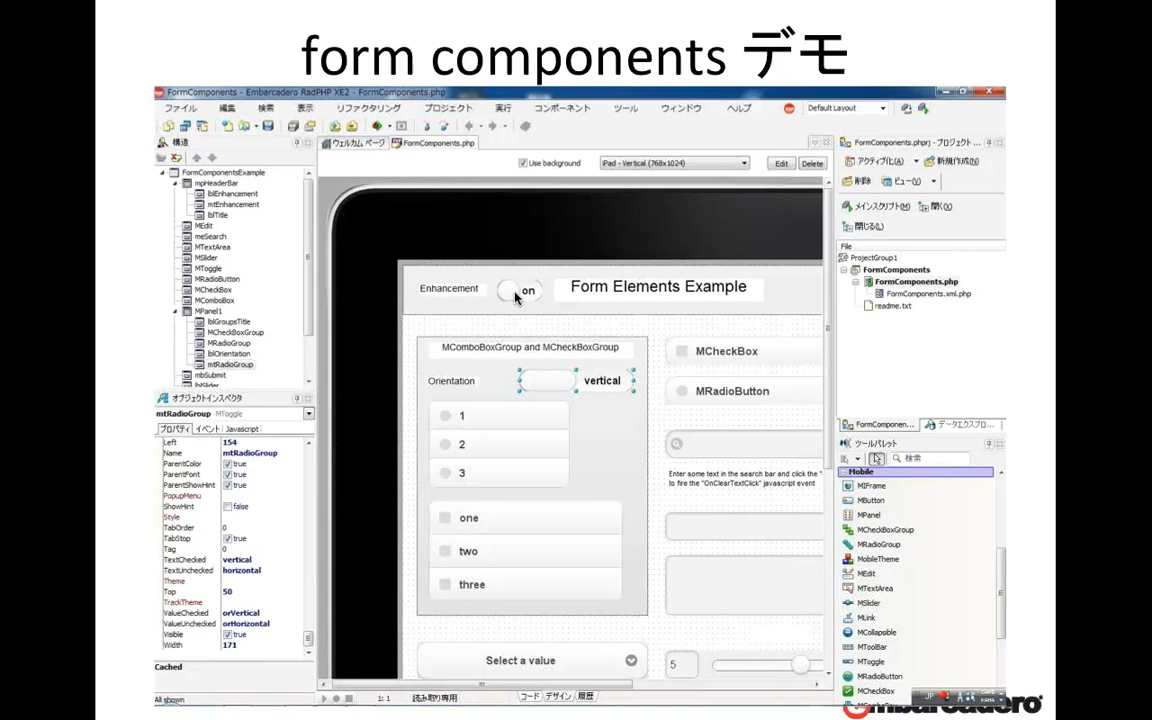 form components デモ
FormComponents - Embarcadero RadPHP XE2 - FormComponents.php
ファイル 編集 検索 表示 リファクタリング プロジェクト 実行 コンポーネント ツール ウィンドウ ヘルプ Default Layout
構造
ウェルカム ページ FormComponents.php
FormComponents.phprj - プロジェクト ...
Use background iPad - Vertical (768x1024) Edit Delete
アクティブ化(A) 新規作成(N)
削除 ビュー(V)
メインスクリプト(M) 開く(X)
閉じる(L)
File
ProjectGroup1
FormComponents
FormComponents.php
FormComponents.xml.php
readme.txt
FormComponentsExample
mpHeaderBar
lblEnhancement
mtEnhancement
lblTitle
MEdit
meSearch
MTextArea
MSlider
MToggle
MRadioButton
MCheckBox
MComboBox
MPanel1
lblGroupsTitle
MCheckBoxGroup
MRadioGroup
lblOrientation
mtRadioGroup
mbSubmit
lblSlider
オブジェクトインスペクタ
mtRadioGroup MToggle
プロパティ イベント Javascript
Left 154
Name mtRadioGroup
ParentColor true
ParentFont true
ParentShowHint true
PopupMenu
ShowHint false
Style
TabOrder 0
TabStop true
Tag 0
TextChecked vertical
TextUnchecked horizontal
Theme
Top 50
TrackTheme
ValueChecked orVertical
ValueUnchecked orHorizontal
Visible true
Width 171
Cached
All shown
Enhancement on Form Elements Example
MComboBoxGroup and MCheckBoxGroup
Orientation vertical
1
2
3
one
two
three
Select a value
MCheckBox
MRadioButton
Enter some text in the search bar and click the "
to fire the "OnClearTextClick" javascript event
5
1: 1 読み取り専用 コード デザイン 履歴
FormComponen... データエクスプロ...
ツールパレット
検索
Mobile
MIFrame
MButton
MPanel
MCheckBoxGroup
MRadioGroup
MobileTheme
MEdit
MTextArea
MSlider
MLink
MCollapsible
MToolBar
MToggle
MRadioButton
MCheckBox
JP
embarcadero